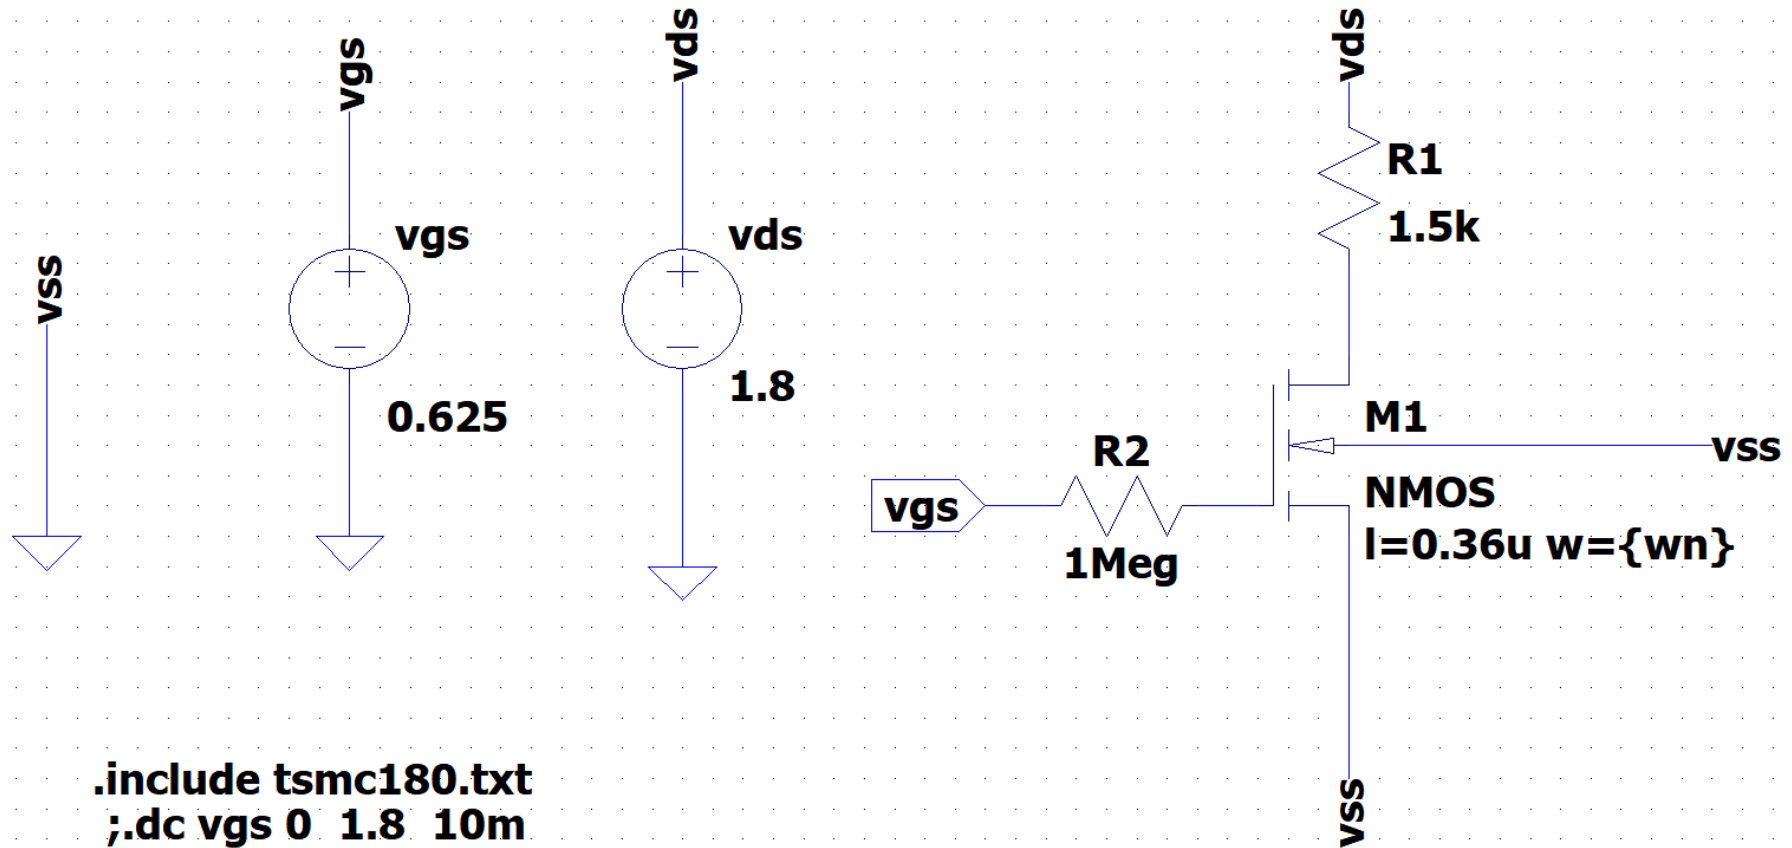 vss
vgs
vgs
0.625
vds
vds
1.8
vds
R1
1.5k
M1
vss
NMOS
l=0.36u w={wn}
R2
vgs
1Meg
vss
.include tsmc180.txt
;.dc vgs 0 1.8 10m